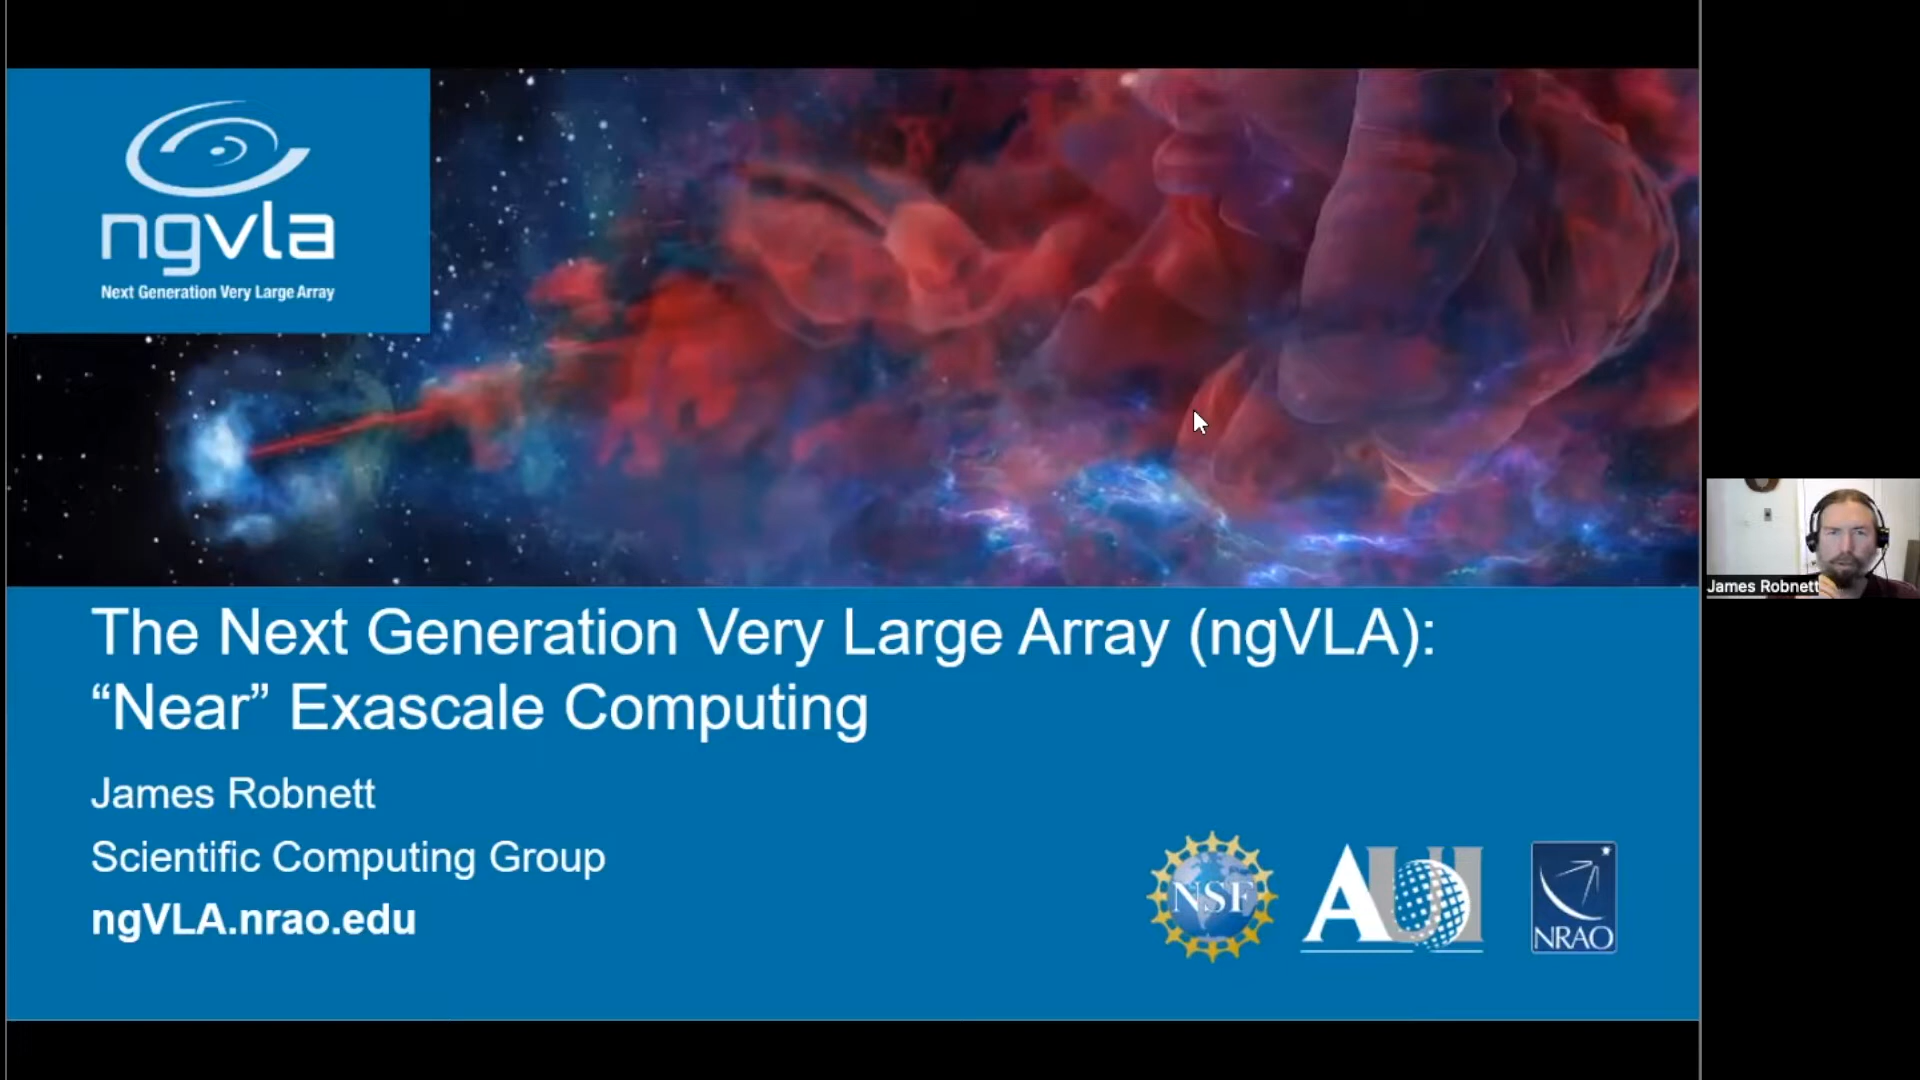 ngvla
Next Generation Very Large Array
The Next Generation Very Large Array (ngVLA):
“Near” Exascale Computing
James Robnett
Scientific Computing Group
ngVLA.nrao.edu
NSF
AUI
NRAO
James Robnett